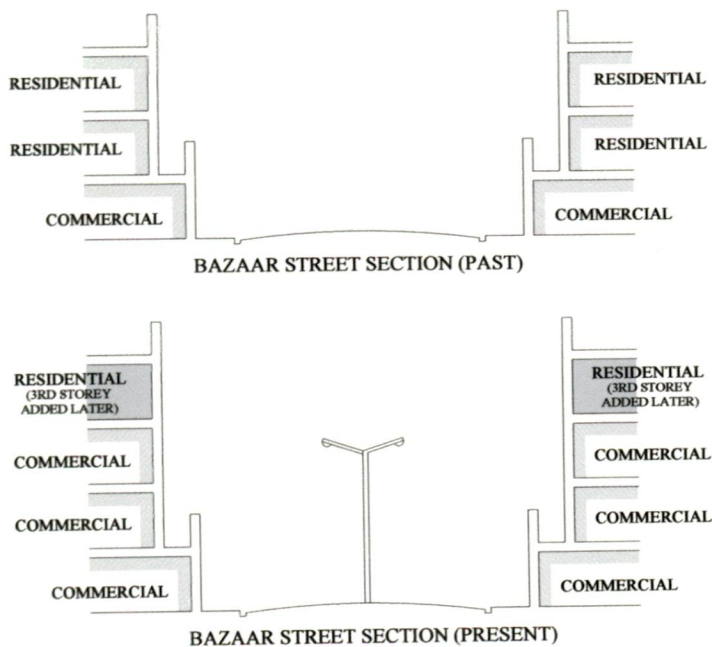 RESIDENTIAL RESIDENTIAL
RESIDENTIAL RESIDENTIAL
COMMERCIAL COMMERCIAL
BAZAAR STREET SECTION (PAST)
RESIDENTIAL RESIDENTIAL
(3RD STOREY (3RD STOREY
ADDED LATER) ADDED LATER)
COMMERCIAL COMMERCIAL
COMMERCIAL COMMERCIAL
COMMERCIAL COMMERCIAL
BAZAAR STREET SECTION (PRESENT)